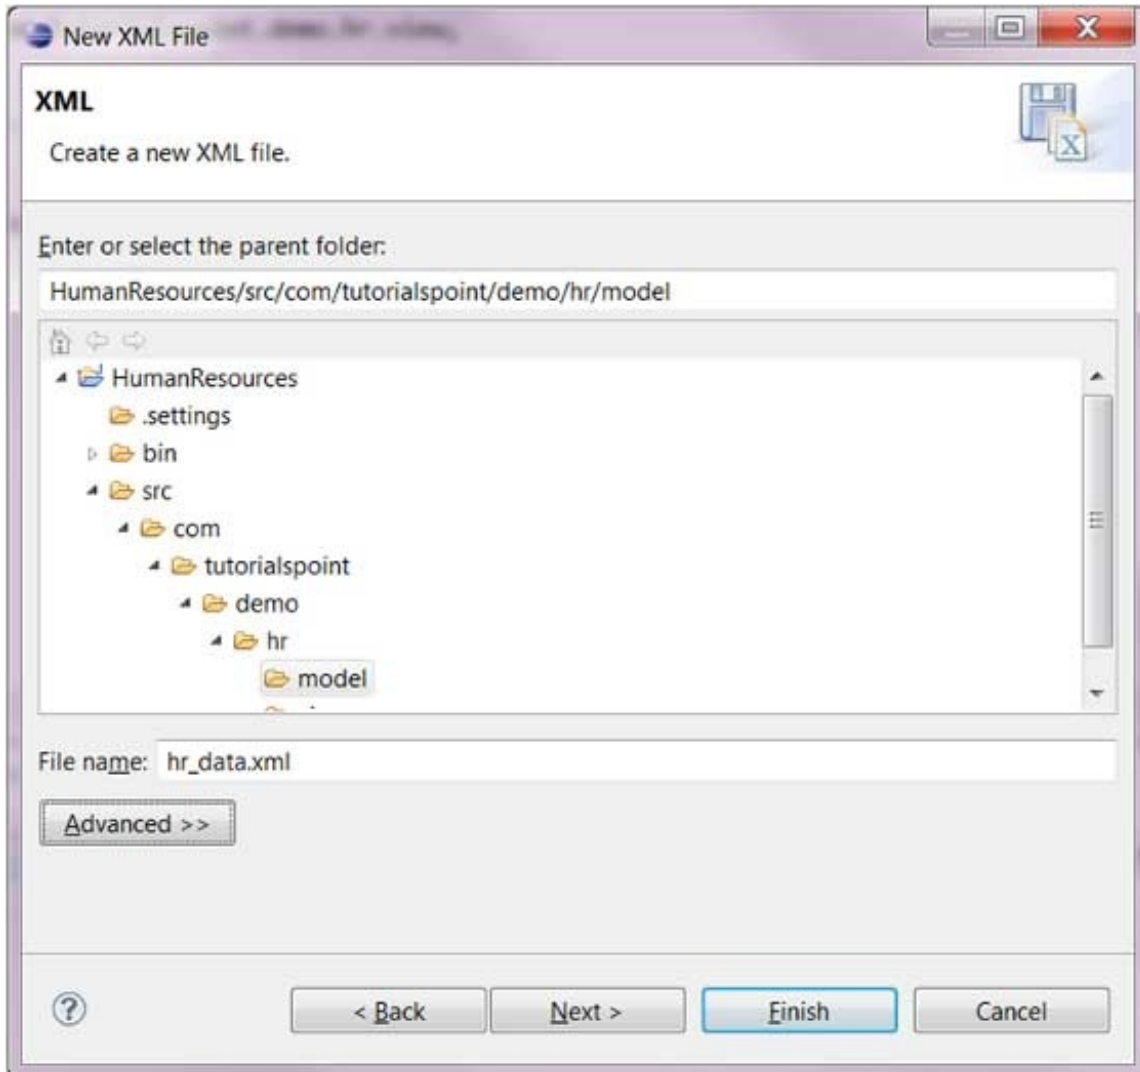 New XML File
XML
Create a new XML file.
Enter or select the parent folder:
HumanResources/src/com/tutorialspoint/demo/hr/model
HumanResources
.settings
bin
src
com
tutorialspoint
demo
hr
model
File name: hr_data.xml
Advanced >>
< Back Next > Finish Cancel